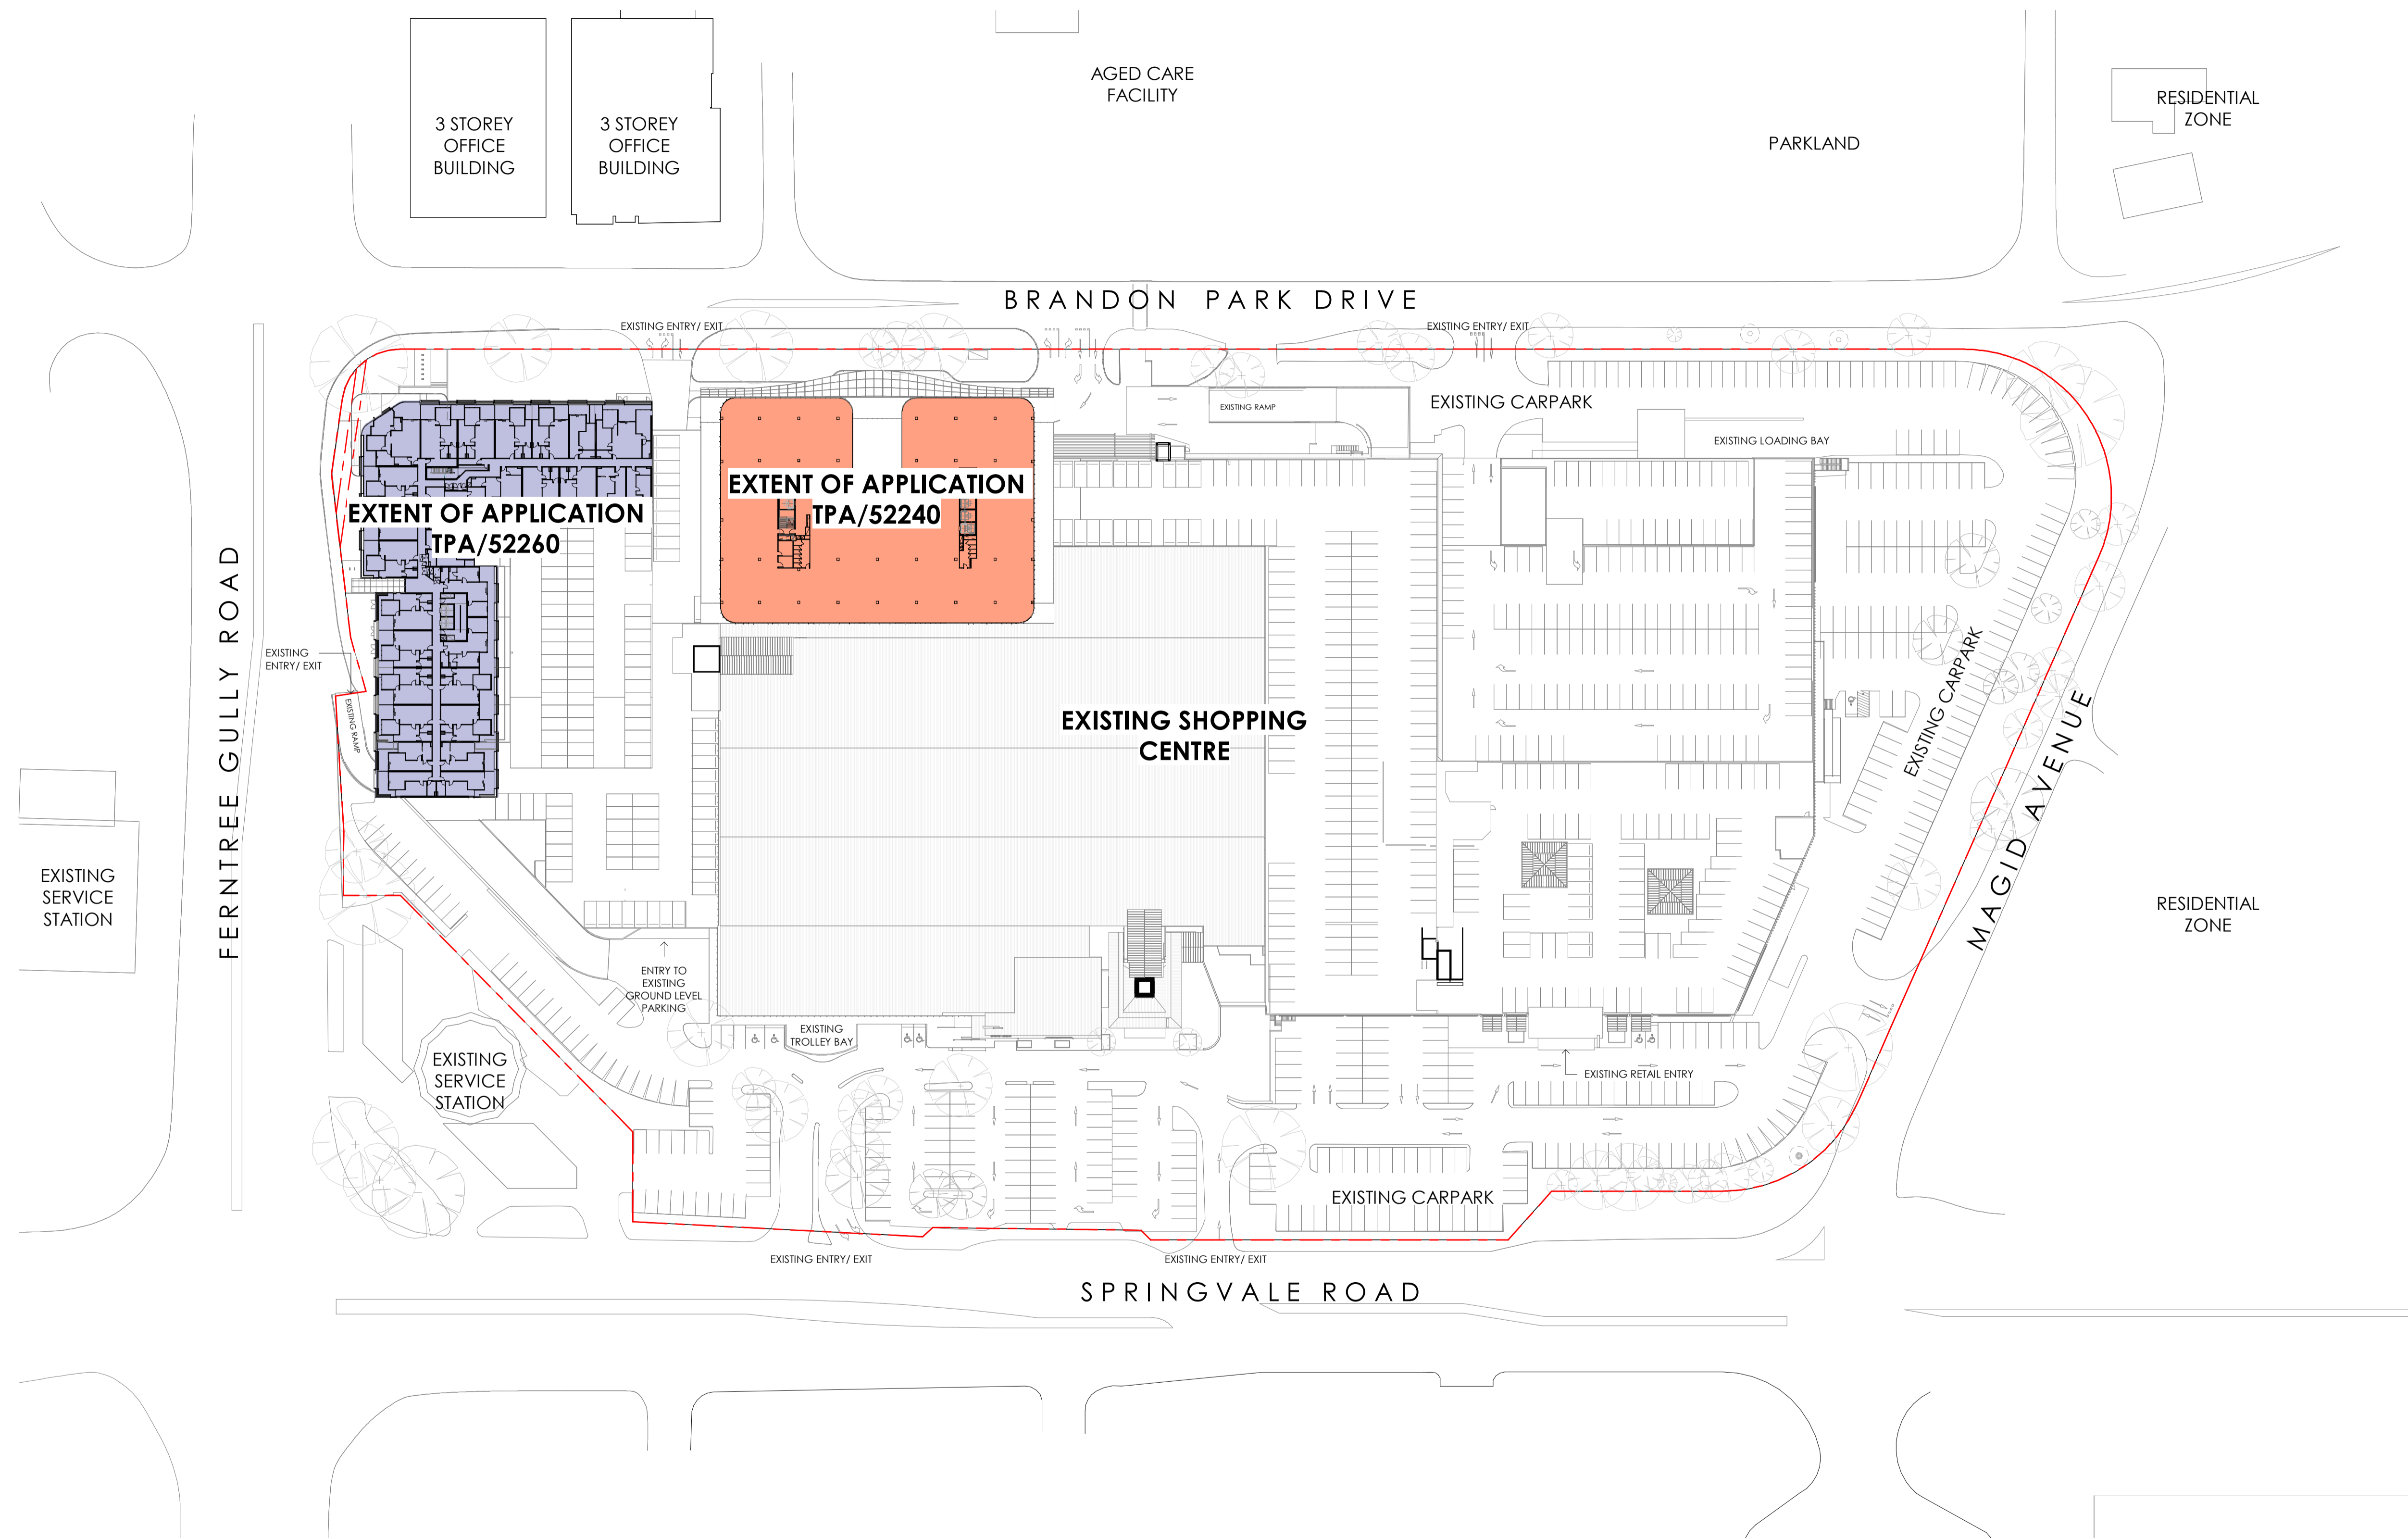 AGED CARE
FACILITY
3 STOREY
OFFICE
BUILDING
3 STOREY
OFFICE
BUILDING
RESIDENTIAL
ZONE
PARKLAND
BRANDON PARK DRIVE
EXISTING ENTRY/ EXIT
EXISTING ENTRY/ EXIT
EXISTING RAMP
EXISTING CARPARK
EXISTING LOADING BAY
EXTENT OF APPLICATION
TPA/52240
EXTENT OF APPLICATION
TPA/52260
FERNTREE GULLY ROAD
EXISTING
ENTRY/ EXIT
EXISTING RAMP
EXISTING SHOPPING
CENTRE
EXISTING CARPARK
MAGID AVENUE
EXISTING
SERVICE
STATION
RESIDENTIAL
ZONE
ENTRY TO
EXISTING
GROUND LEVEL
PARKING
EXISTING
TROLLEY BAY
EXISTING
SERVICE
STATION
EXISTING RETAIL ENTRY
EXISTING CARPARK
EXISTING ENTRY/ EXIT
EXISTING ENTRY/ EXIT
SPRINGVALE ROAD